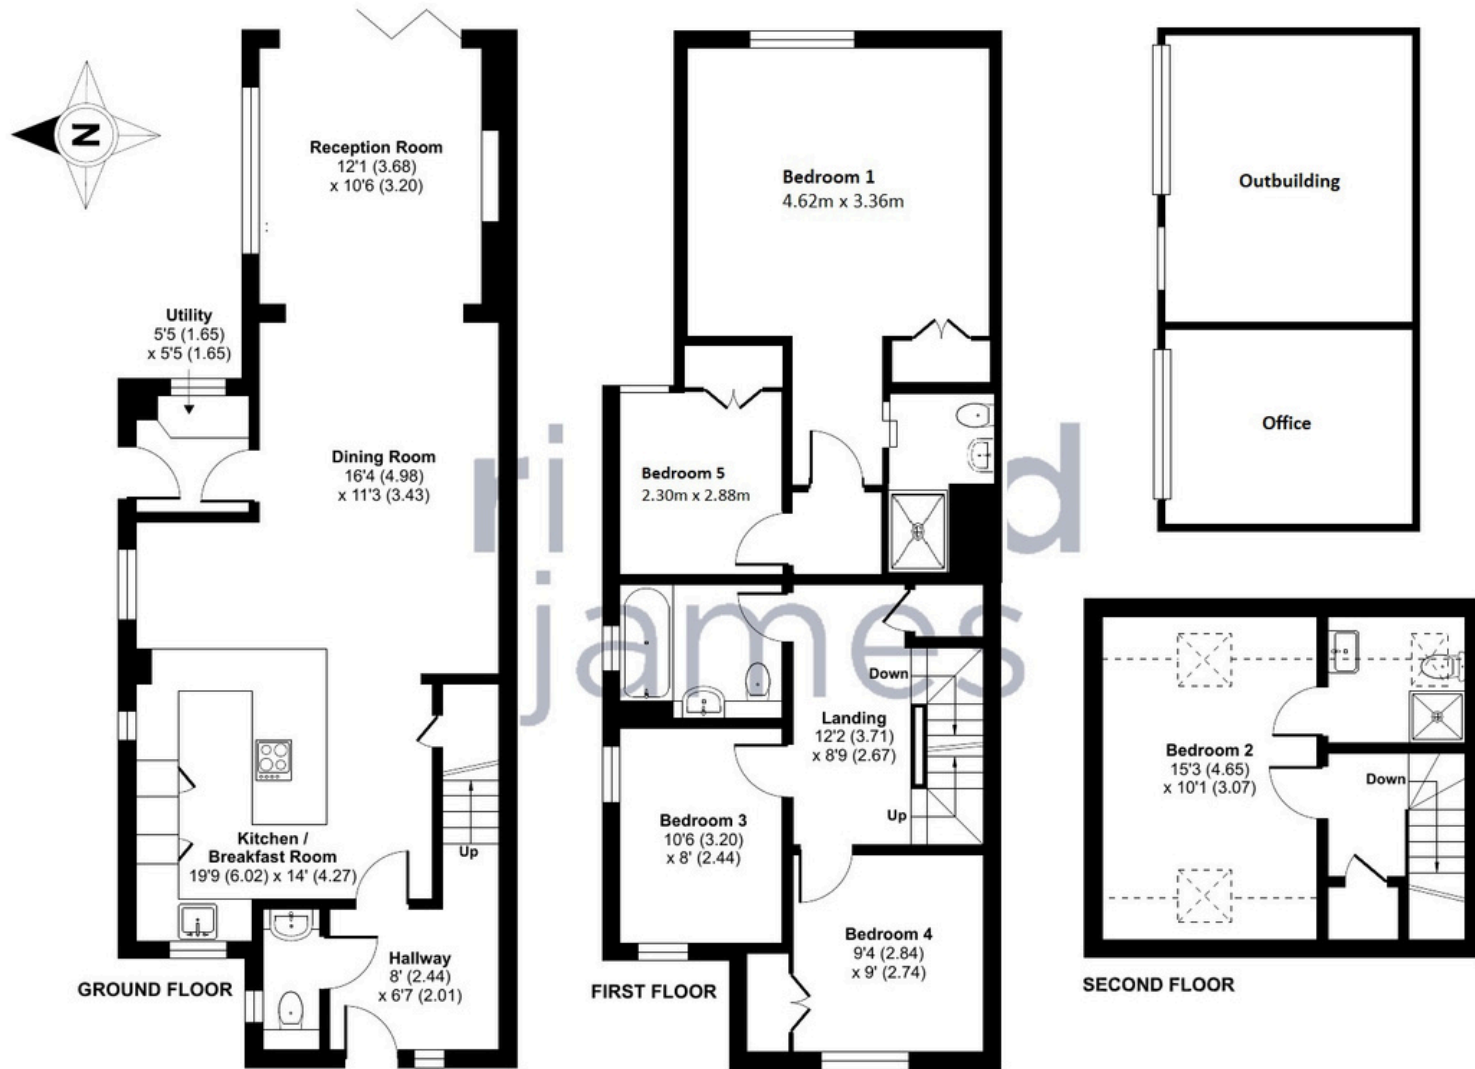 N
Reception Room
12'1 (3.68)
x 10'6 (3.20)
Utility
5'5 (1.65)
x 5'5 (1.65)
Dining Room
16'4 (4.98)
x 11'3 (3.43)
Kitchen /
Breakfast Room
19'9 (6.02) x 14' (4.27)
Up
Hallway
8' (2.44)
x 6'7 (2.01)
GROUND FLOOR
Bedroom 1
4.62m x 3.36m
Bedroom 5
2.30m x 2.88m
Down
Landing
12'2 (3.71)
x 8'9 (2.67)
Up
Bedroom 3
10'6 (3.20)
x 8' (2.44)
Bedroom 4
9'4 (2.84)
x 9' (2.74)
FIRST FLOOR
Outbuilding
Office
Bedroom 2
15'3 (4.65)
x 10'1 (3.07)
Down
SECOND FLOOR
james